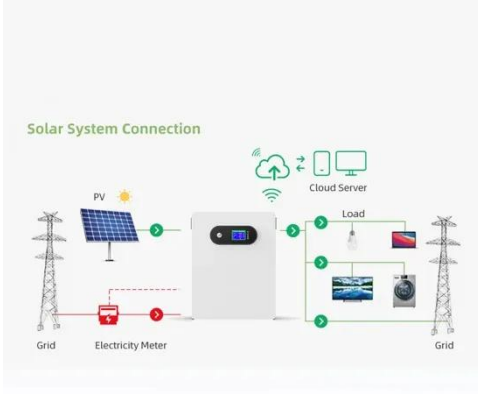 Solar System Connection
Cloud Server
PV
Load
Grid
Electricity Meter
Grid